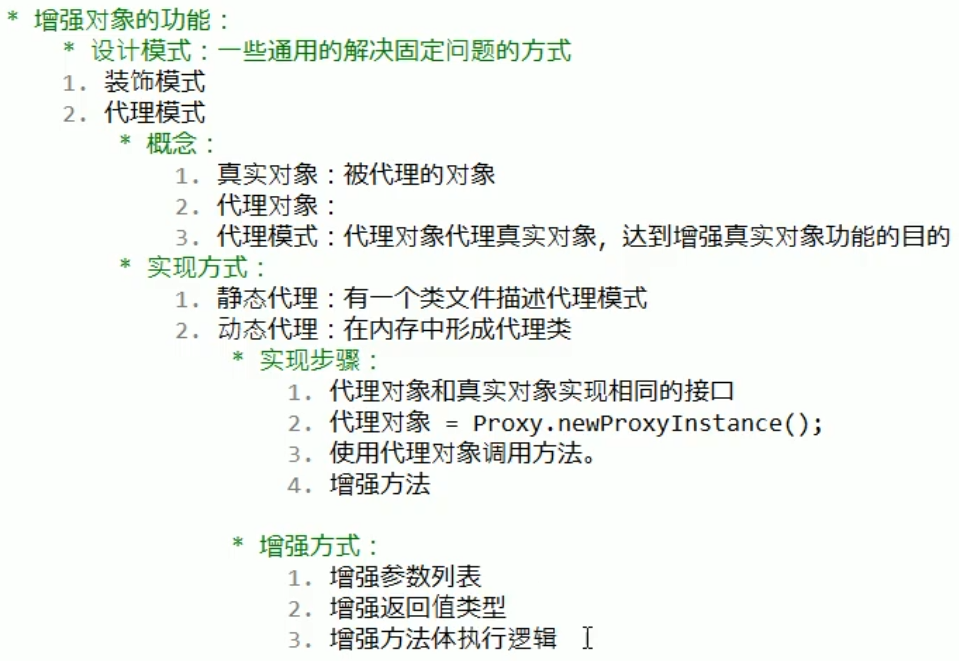 * 增强对象的功能：
* 设计模式：一些通用的解决固定问题的方式
1. 装饰模式
2. 代理模式
* 概念：
1. 真实对象：被代理的对象
2. 代理对象：
3. 代理模式：代理对象代理真实对象，达到增强真实对象功能的目的
* 实现方式：
1. 静态代理：有一个类文件描述代理模式
2. 动态代理：在内存中形成代理类
* 实现步骤：
1. 代理对象和真实对象实现相同的接口
2. 代理对象 = Proxy.newProxyInstance();
3. 使用代理对象调用方法。
4. 增强方法
* 增强方式：
1. 增强参数列表
2. 增强返回值类型
3. 增强方法体执行逻辑